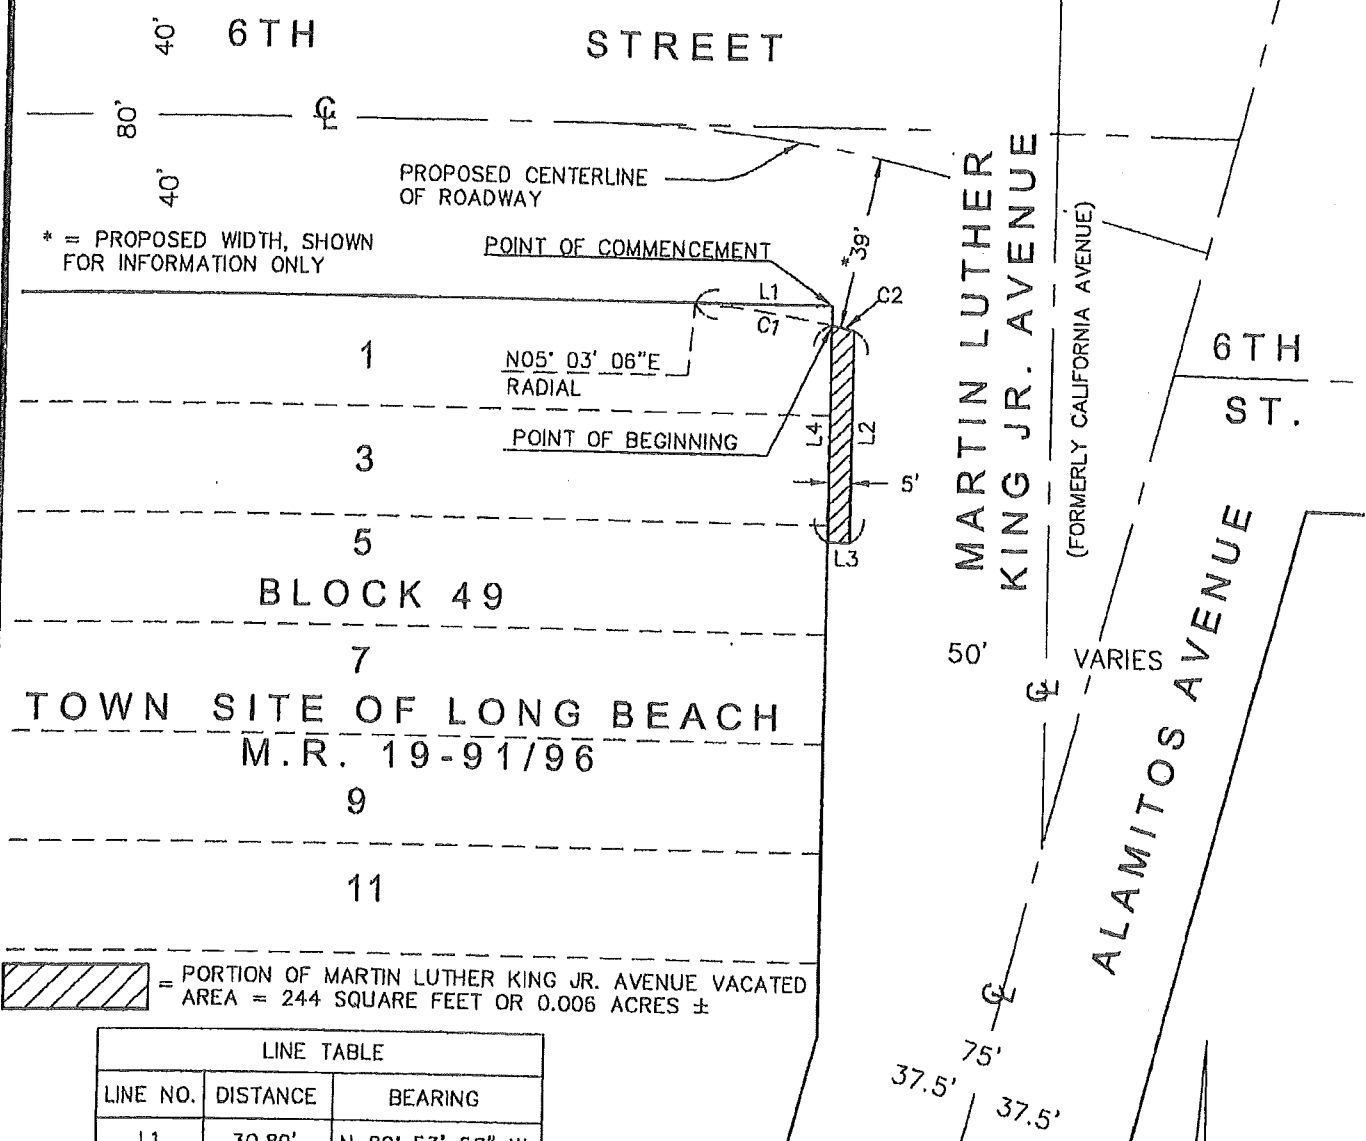 40'
6TH STREET
80'
℄
40'
PROPOSED CENTERLINE
OF ROADWAY
* = PROPOSED WIDTH, SHOWN
FOR INFORMATION ONLY
POINT OF COMMENCEMENT
*39'
L1
C1
C2
1
N05° 03' 06"E
RADIAL
POINT OF BEGINNING
3
L4
L2
5'
5
L3
BLOCK 49
7
TOWN SITE OF LONG BEACH
M.R. 19-91/96
9
11
MARTIN LUTHER
KING JR. AVENUE
(FORMERLY CALIFORNIA AVENUE)
6TH
ST.
50'
VARIES
℄
ALAMITOS AVENUE
℄
75'
37.5'
37.5'
= PORTION OF MARTIN LUTHER KING JR. AVENUE VACATED
AREA = 244 SQUARE FEET OR 0.006 ACRES ±
LINE TABLE
LINE NO. DISTANCE BEARING
L1 30.80'